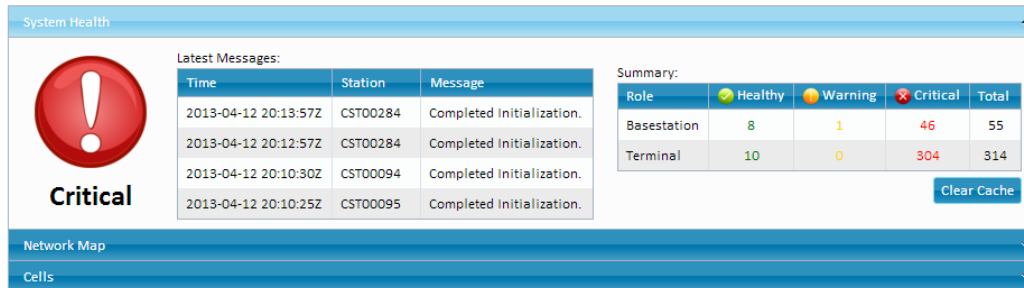 System Health
Critical
Latest Messages:
Time Station Message
2013-04-12 20:13:57Z CST00284 Completed Initialization.
2013-04-12 20:12:57Z CST00284 Completed Initialization.
2013-04-12 20:10:30Z CST00094 Completed Initialization.
2013-04-12 20:10:25Z CST00095 Completed Initialization.
Summary:
Role Healthy Warning Critical Total
Basestation 8 1 46 55
Terminal 10 0 304 314
Clear Cache
Network Map
Cells